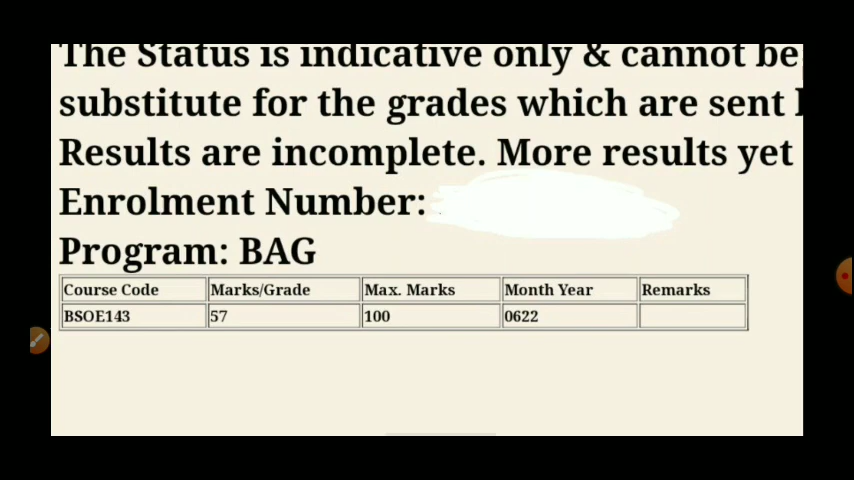 The Status is indicative only & cannot be
substitute for the grades which are sent
Results are incomplete. More results yet
Enrolment Number:
Program: BAG
Course Code Marks/Grade Max. Marks Month Year Remarks
BSOE143 57 100 0622